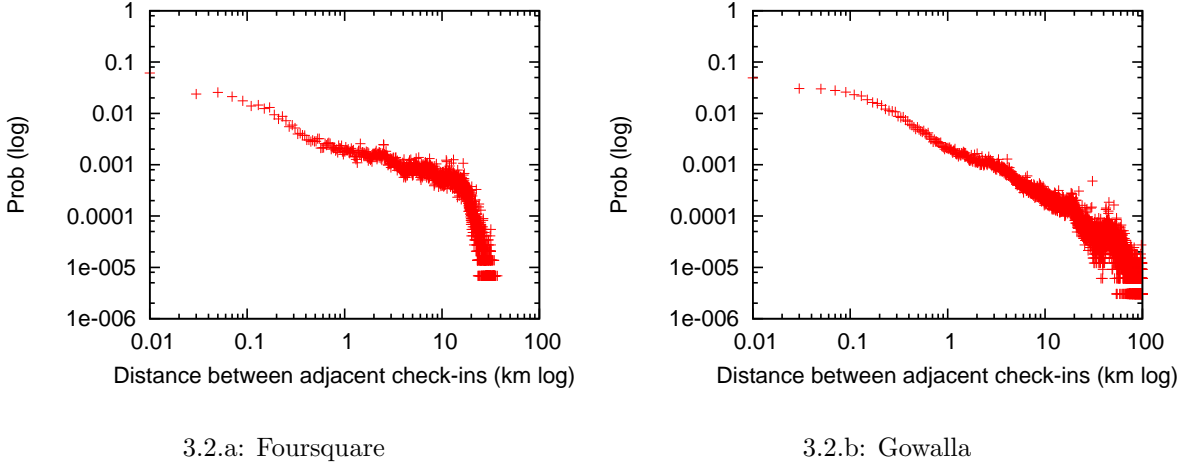 1
0.1
0.01
0.001
0.0001
1e-005
1e-006
0.01 0.1 1 10 100
Prob (log)
Distance between adjacent check-ins (km log)
3.2.a: Foursquare
1
0.1
0.01
0.001
0.0001
1e-005
1e-006
0.01 0.1 1 10 100
Prob (log)
Distance between adjacent check-ins (km log)
3.2.b: Gowalla